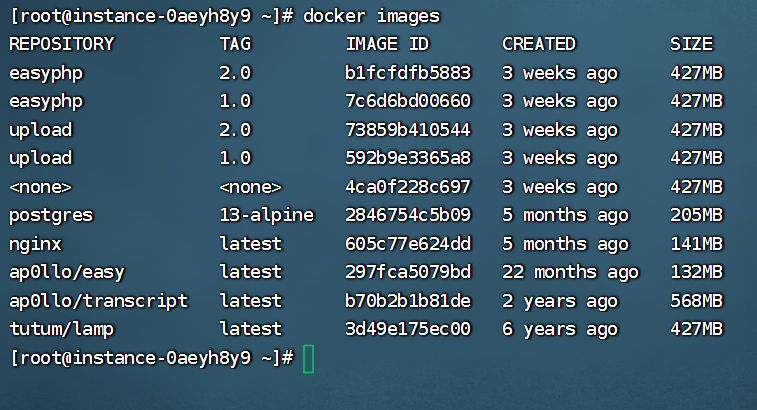 [root@instance-0aeyh8y9 ~]# docker images
REPOSITORY TAG IMAGE ID CREATED SIZE
easyphp 2.0 b1fcfdfb5883 3 weeks ago 427MB
easyphp 1.0 7c6d6bd00660 3 weeks ago 427MB
upload 2.0 73859b410544 3 weeks ago 427MB
upload 1.0 592b9e3365a8 3 weeks ago 427MB
<none> <none> 4ca0f228c697 3 weeks ago 427MB
postgres 13-alpine 2846754c5b09 5 months ago 205MB
nginx latest 605c77e624dd 5 months ago 141MB
ap0llo/easy latest 297fca5079bd 22 months ago 132MB
ap0llo/transcript latest b70b2b1b81de 2 years ago 568MB
tutum/lamp latest 3d49e175ec00 6 years ago 427MB
[root@instance-0aeyh8y9 ~]#